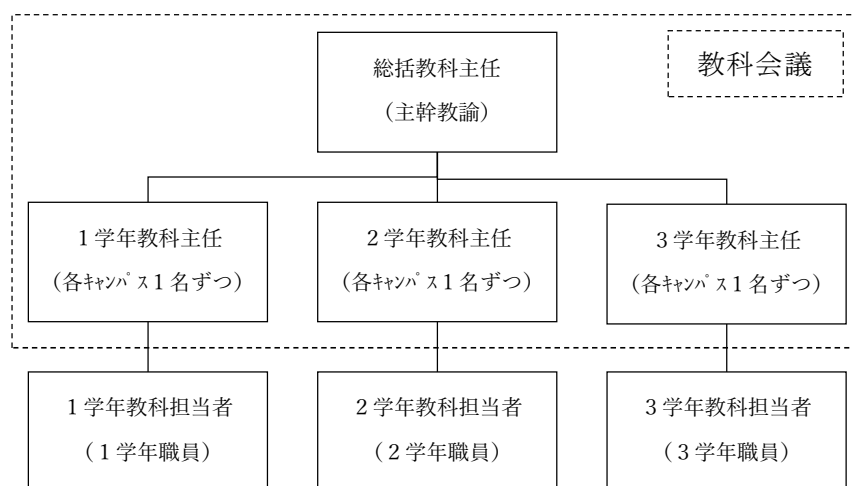 総括教科主任
（主幹教諭）
教科会議
１学年教科主任
（各ｷｬﾝﾊﾟｽ１名ずつ）
２学年教科主任
（各ｷｬﾝﾊﾟｽ１名ずつ）
３学年教科主任
（各ｷｬﾝﾊﾟｽ１名ずつ）
１学年教科担当者
（１学年職員）
２学年教科担当者
（２学年職員）
３学年教科担当者
（３学年職員）